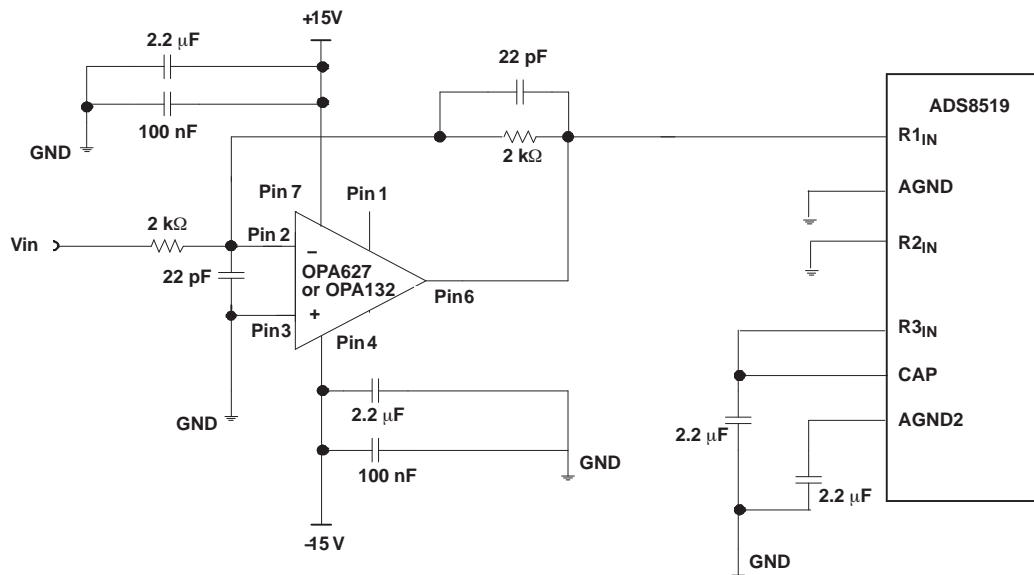 +15V
2.2 μF
22 pF
ADS8519
100 nF
R1IN
GND
2 kΩ
Pin 1
AGND
Pin 7
2 kΩ
Vin
Pin 2
–
R2IN
22 pF
OPA627
or OPA132
Pin6
Pin3
+
R3IN
Pin 4
CAP
GND
2.2 μF
AGND2
2.2 μF
100 nF
GND
2.2 μF
–15 V
GND